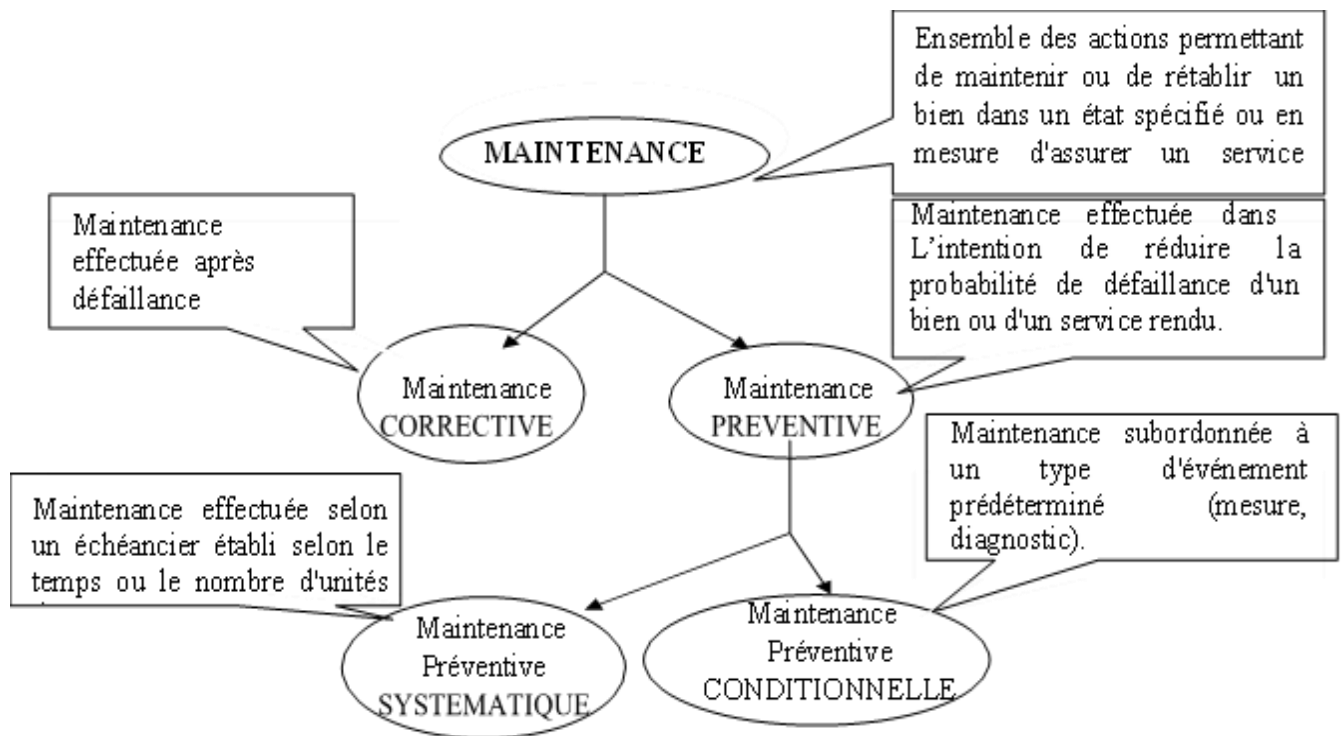 Ensemble des actions permettant
de maintenir ou de rétablir un
bien dans un état spécifié ou en
mesure d'assurer un service
MAINTENANCE
Maintenance
effectuée après
défaillance
Maintenance effectuée dans
L'intention de réduire la
probabilité de défaillance d'un
bien ou d'un service rendu.
Maintenance
CORRECTIVE
Maintenance
PREVENTIVE
Maintenance subordonnée à
un type d'événement
prédéterminé (mesure,
diagnostic).
Maintenance effectuée selon
un échéancier établi selon le
temps ou le nombre d'unités
Maintenance
Préventive
SYSTEMATIQUE
Maintenance
Préventive
CONDITIONNELLE